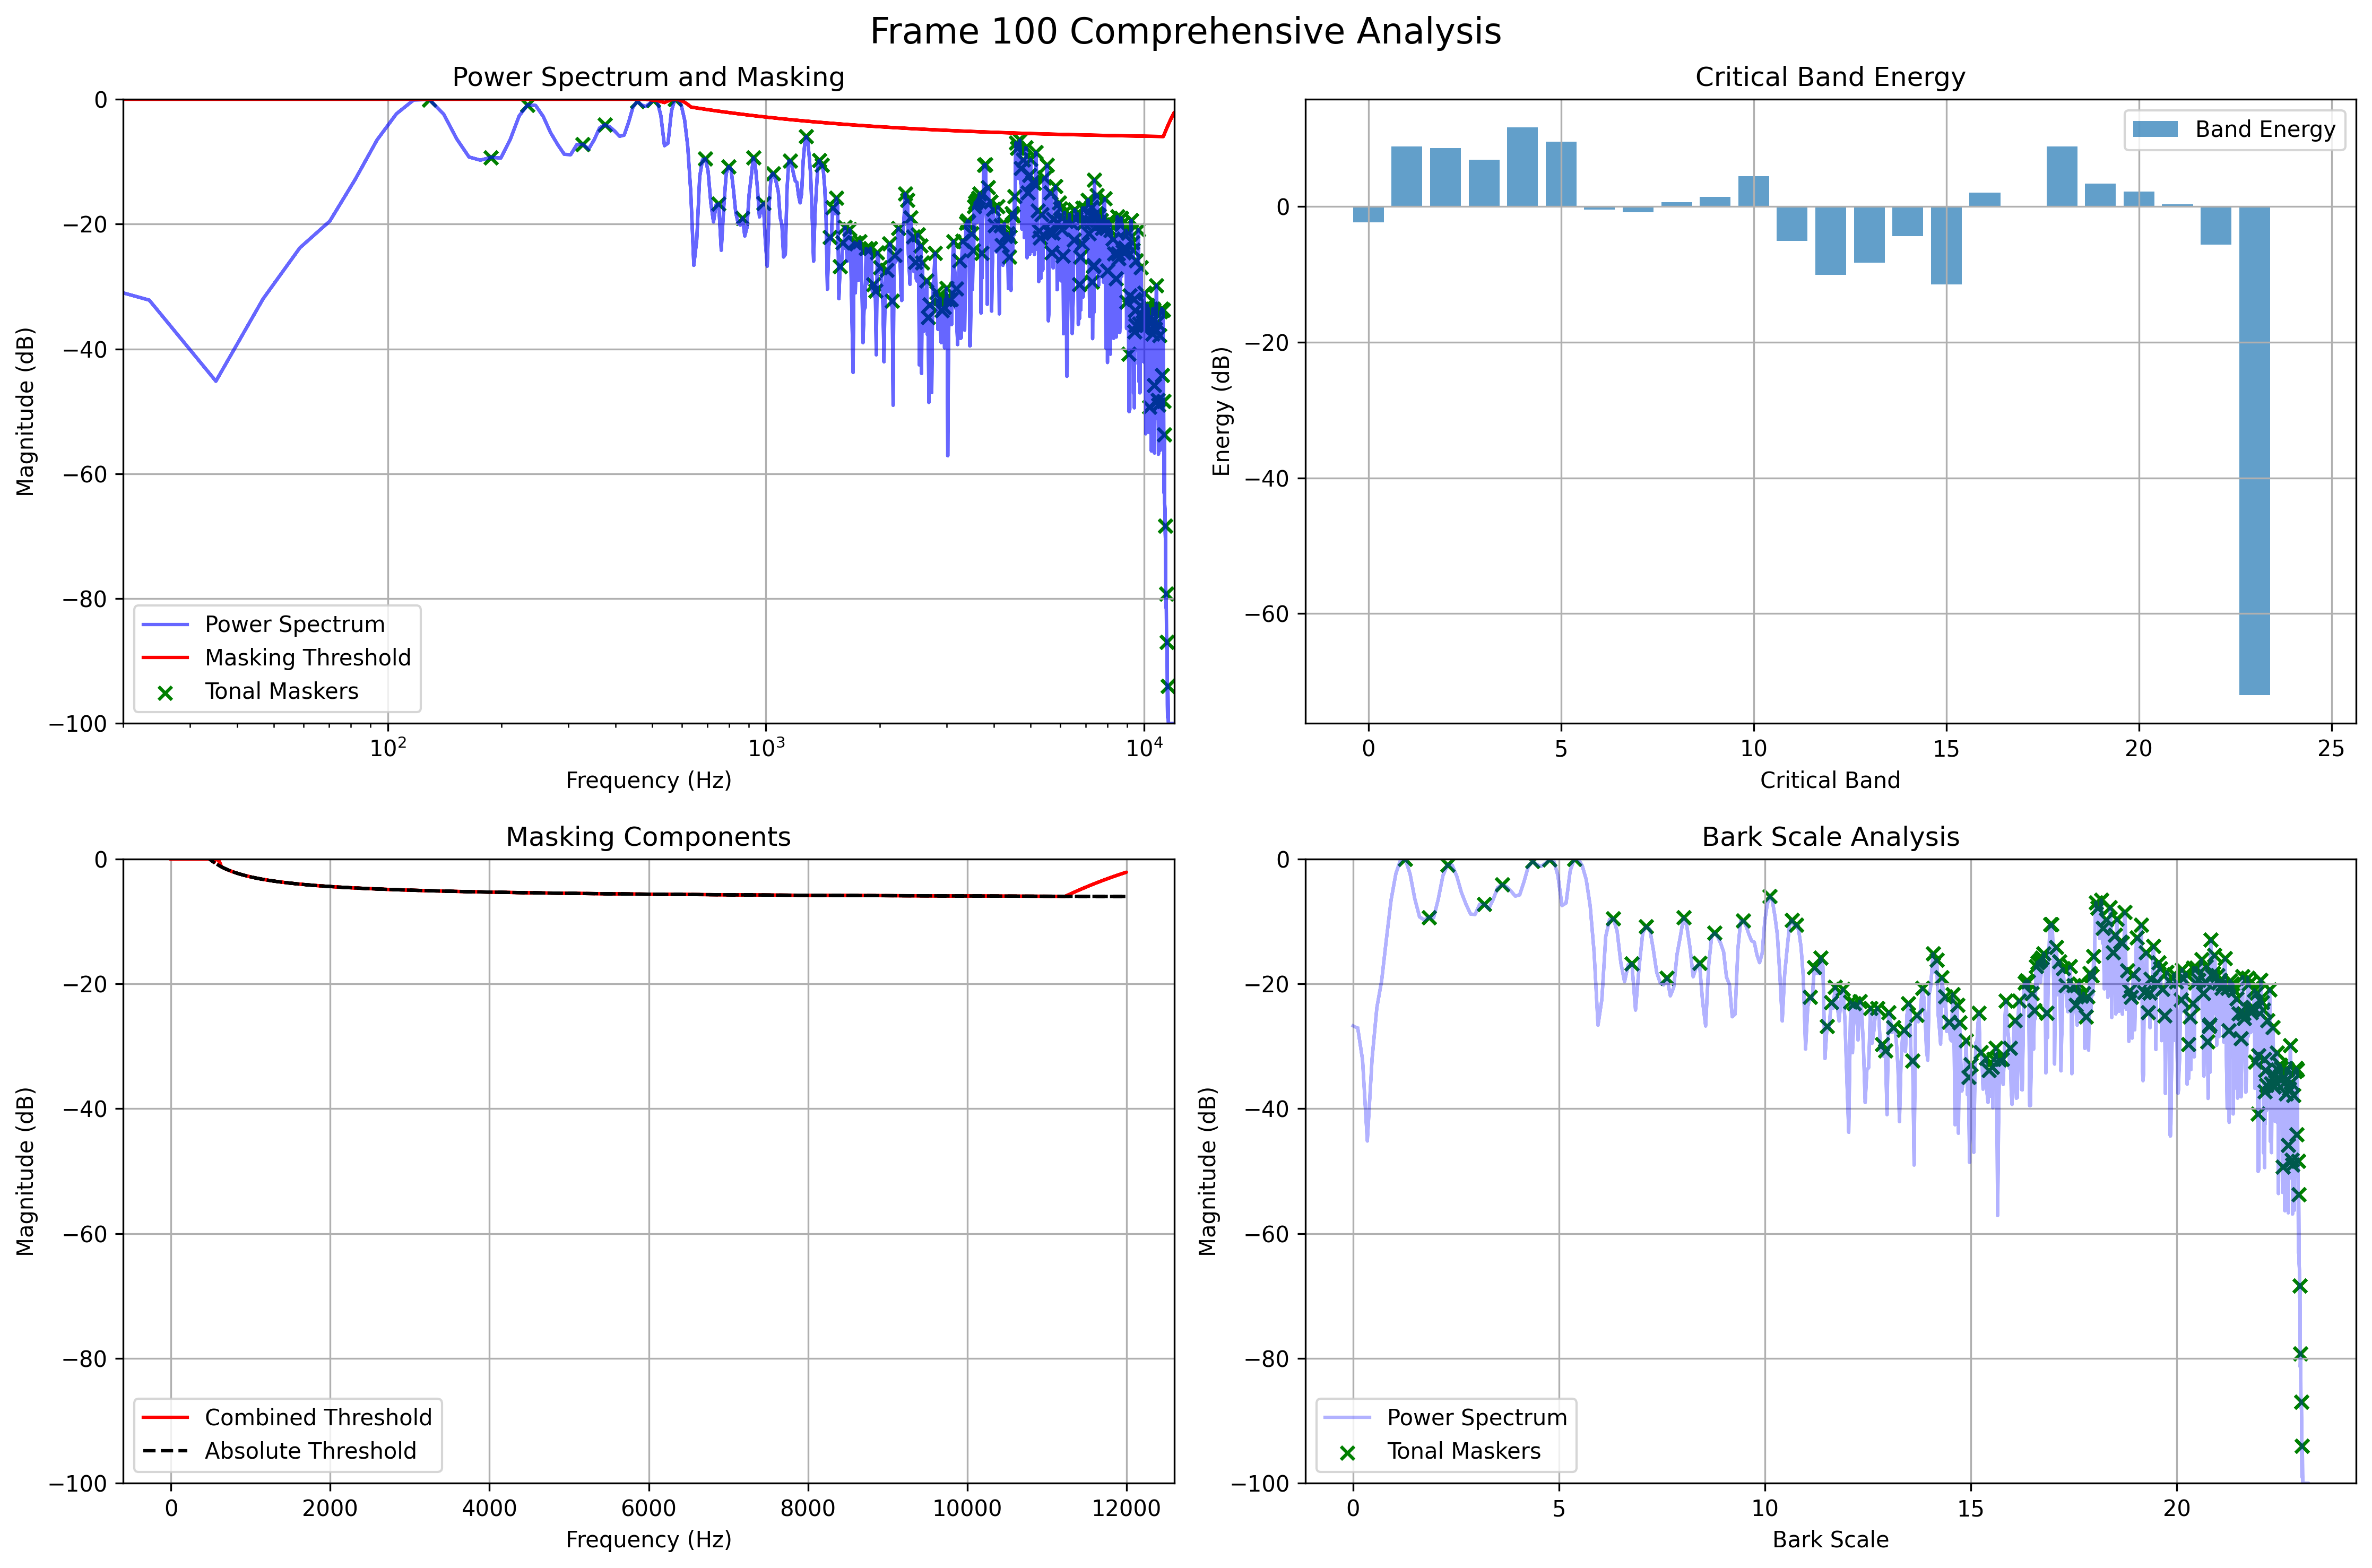 Frame 100 Comprehensive Analysis
Power Spectrum and Masking
0
−20
−40
−60
−80
−100
Magnitude (dB)
Power Spectrum
Masking Threshold
Tonal Maskers
10²
10³
10⁴
Frequency (Hz)
Critical Band Energy
0
−20
−40
−60
Energy (dB)
Band Energy
0
5
10
15
20
25
Critical Band
Masking Components
0
−20
−40
−60
−80
−100
Magnitude (dB)
Combined Threshold
Absolute Threshold
0
2000
4000
6000
8000
10000
12000
Frequency (Hz)
Bark Scale Analysis
0
−20
−40
−60
−80
−100
Magnitude (dB)
Power Spectrum
Tonal Maskers
0
5
10
15
20
Bark Scale